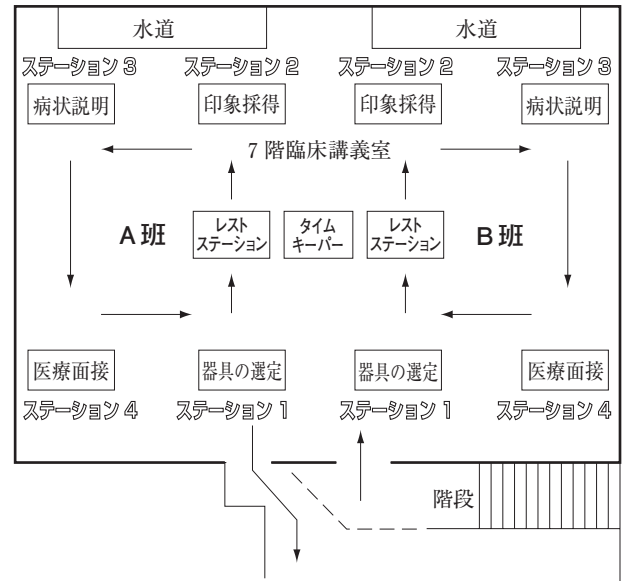 水道
水道
ステーション 3
ステーション 2
ステーション 2
ステーション 3
病状説明
印象採得
印象採得
病状説明
7 階臨床講義室
A 班
レスト
ステーション
タイム
キーパー
レスト
ステーション
B 班
医療面接
器具の選定
器具の選定
医療面接
ステーション 4
ステーション 1
ステーション 1
ステーション 4
階段